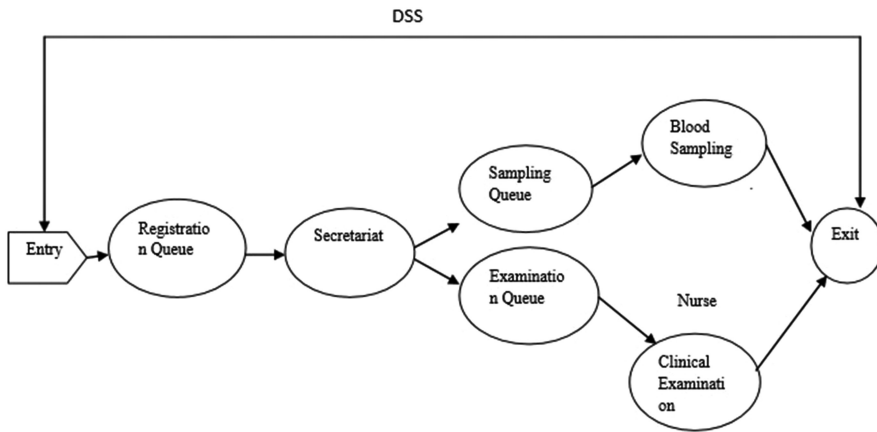 DSS
Entry
Registratio
n Queue
Secretariat
Sampling
Queue
Blood
Sampling
Examinatio
n Queue
Nurse
Clinical
Examinati
on
Exit